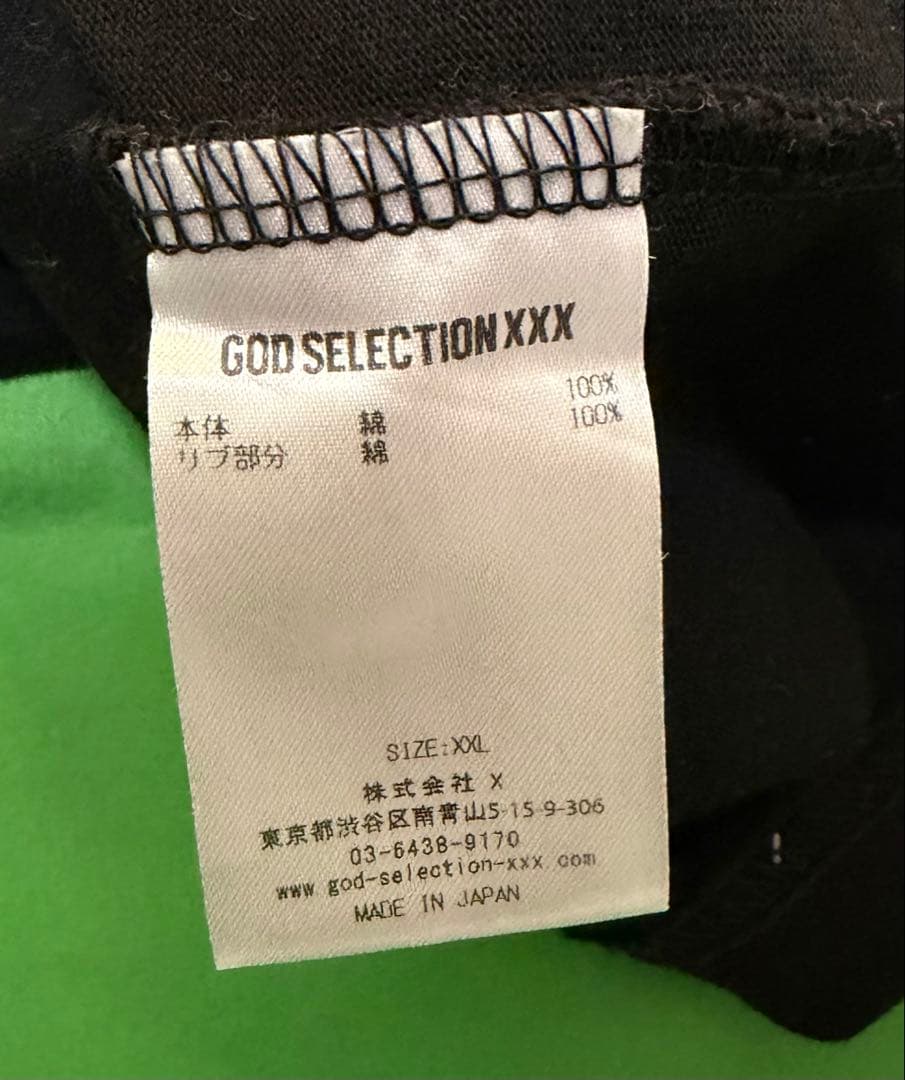 GOD SELECTION XXX
本体 綿 100%
リブ部分 綿 100%
SIZE:XXL
株式会社 X
東京都渋谷区南青山5-15-9-306
03-6438-9170
www god-selection-xxx.com
MADE IN JAPAN